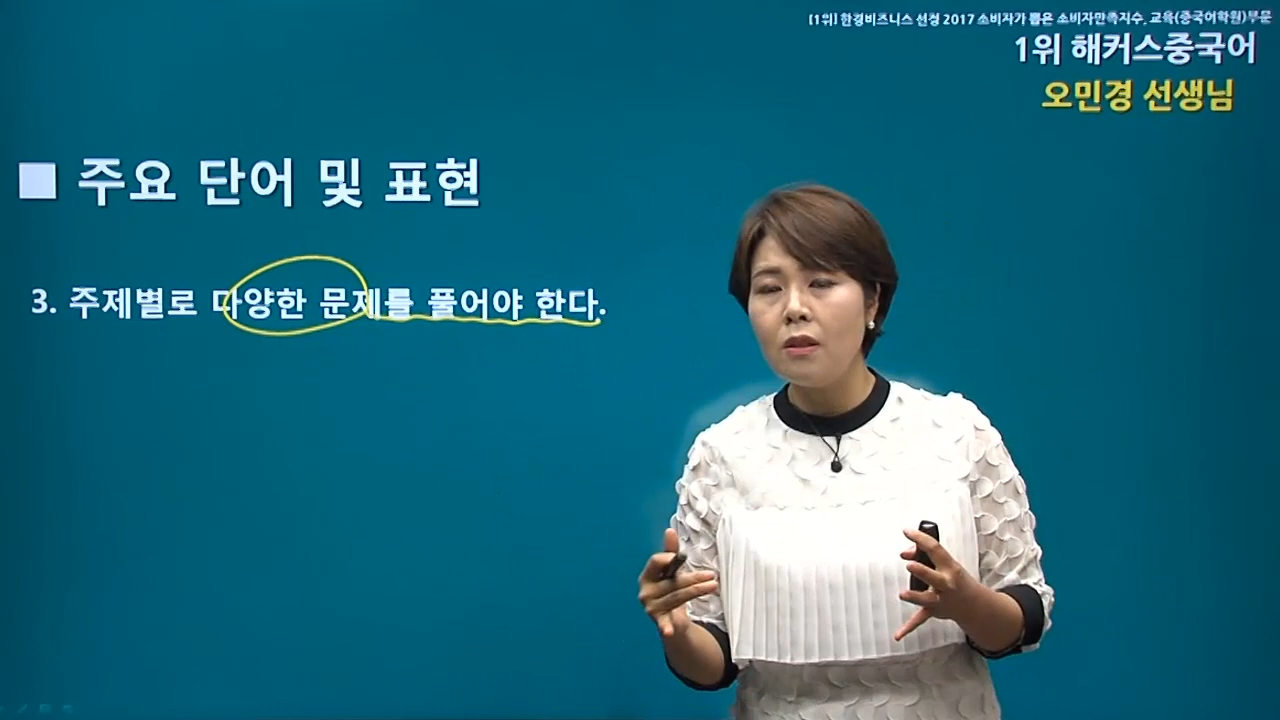 [1위] 한경비즈니스 선정 2017 소비자가 뽑은 소비자만족지수, 교육(중국어학원)부문
1위 해커스중국어
오민경 선생님
■ 주요 단어 및 표현
3. 주제별로 다양한 문제를 풀어야 한다.